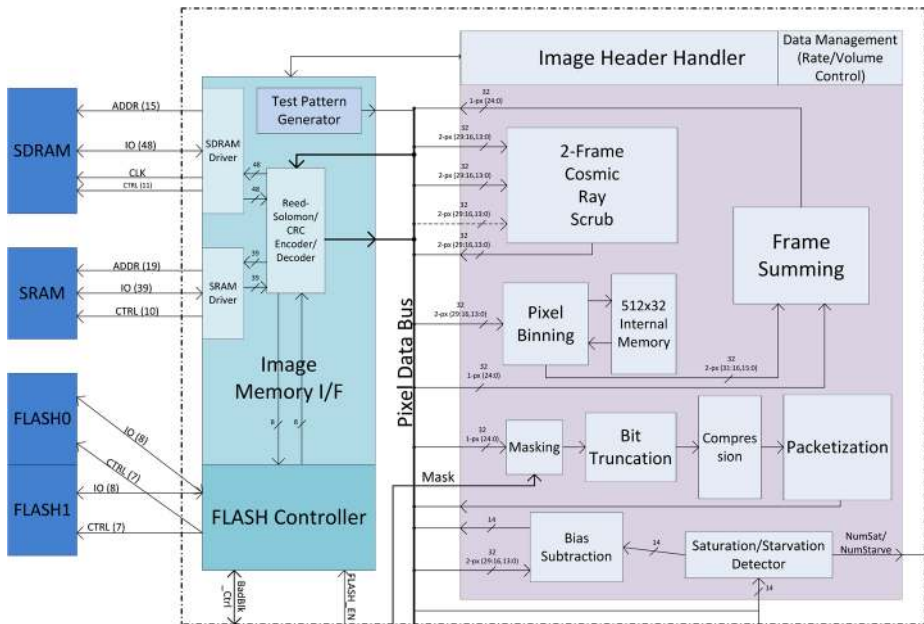 Image Header Handler
Data Management
(Rate/Volume
Control)
SDRAM
ADDR (15)
IO (48)
CLK
CTRL (11)
SDRAM
Driver
48
48
Test Pattern
Generator
Reed-
Solomon/
CRC
Encoder/
Decoder
SRAM
ADDR (19)
IO (39)
CTRL (10)
SRAM
Driver
39
39
Image
Memory I/F
8
8
FLASH0
IO (8)
CTRL (7)
FLASH1
IO (8)
CTRL (7)
FLASH Controller
BadBlk
_Ctrl
FLASH_EN
Pixel Data Bus
32
1-px (24:0)
32
2-px (29:16,13:0)
32
2-px (29:16,13:0)
32
2-px (29:16,13:0)
32
2-px (29:16,13:0)
2-Frame
Cosmic
Ray
Scrub
Frame
Summing
32
2-px (29:16,13:0)
Pixel
Binning
512x32
Internal
Memory
32
2-px (31:16,15:0)
32
1-px (24:0)
32
1-px (24:0)
Masking
Bit
Truncation
Compres
sion
Packetization
Mask
14
32
2-px (29:16,13:0)
Bias
Subtraction
14
Saturation/Starvation
Detector
NumSat/
NumStarve
14